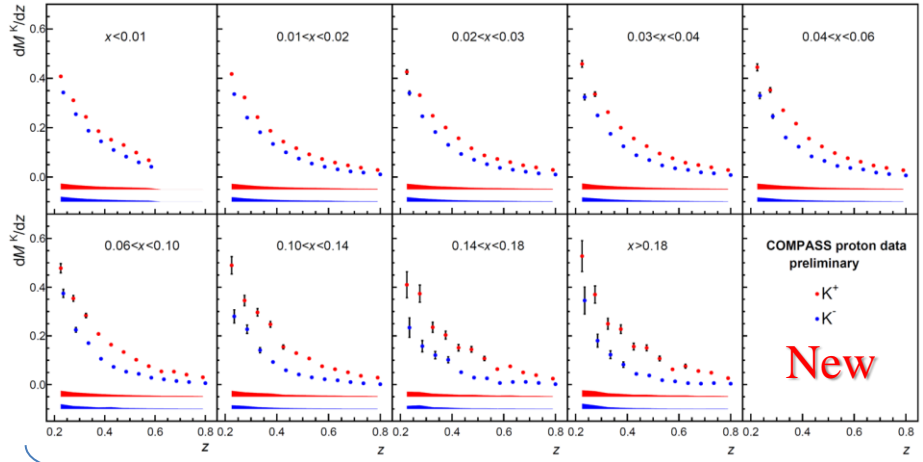 dM^K/dz
0.6
0.4
0.2
0.0
x<0.01
0.01<x<0.02
0.02<x<0.03
0.03<x<0.04
0.04<x<0.06
dM^K/dz
0.6
0.4
0.2
0.0
0.06<x<0.10
0.10<x<0.14
0.14<x<0.18
x>0.18
COMPASS proton data
preliminary
K⁺
K⁻
New
0.2 0.4 0.6 0.2 0.4 0.6 0.8 0.2 0.4 0.6 0.8 0.2 0.4 0.6 0.8 0.2 0.4 0.6 0.8
z z z z z